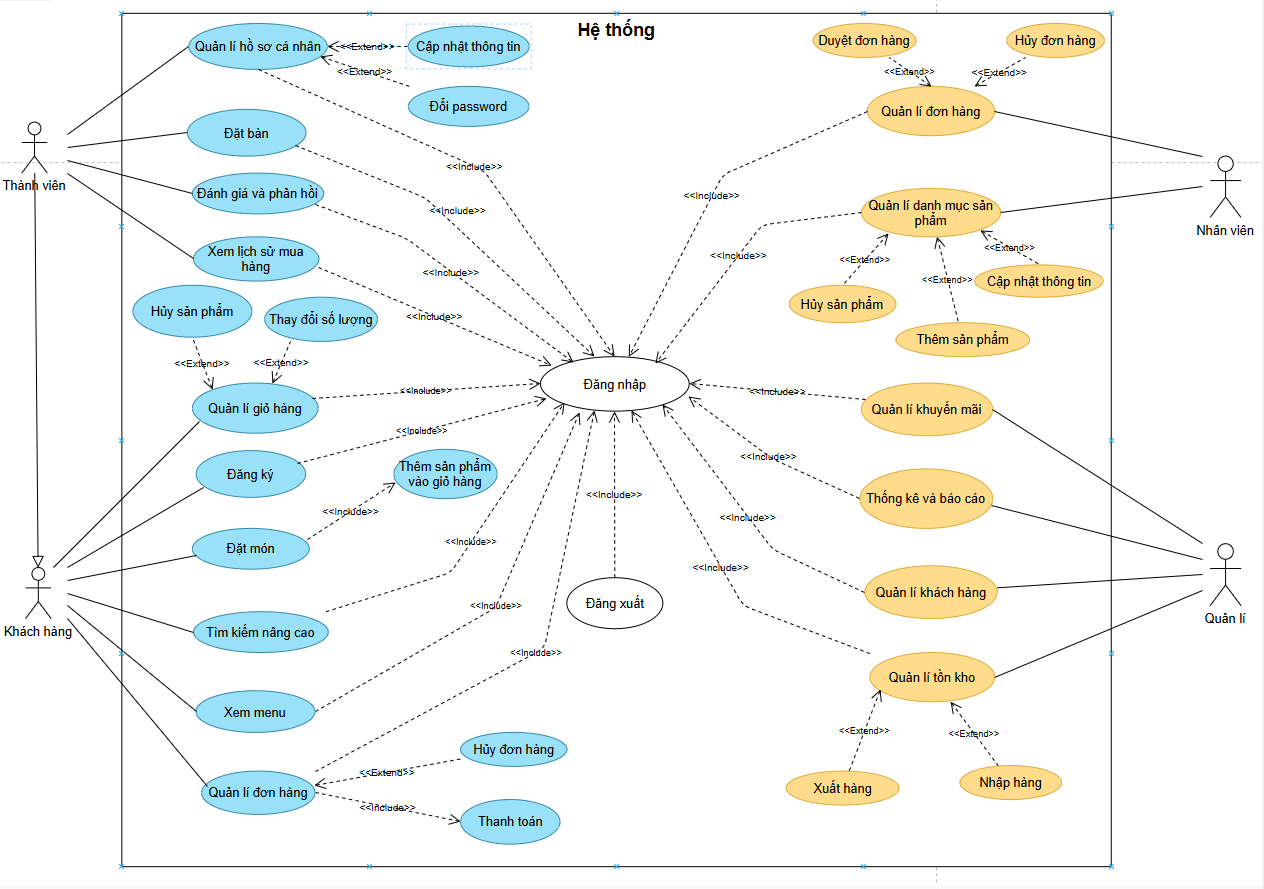 Hệ thống
Quản lí hồ sơ cá nhân
<<Extend>>
Cập nhật thông tin
<<Extend>>
Đổi password
Đặt bàn
<<Include>>
Thành viên
Đánh giá và phản hồi
<<Include>>
Xem lịch sử mua
hàng
<<Include>>
<<Include>>
Hủy sản phẩm
Thay đổi số lượng
<<Extend>>
<<Extend>>
Quản lí giỏ hàng
<<Include>>
Đăng nhập
Đăng ký
<<Include>>
Thêm sản phẩm
vào giỏ hàng
<<Include>>
<<Include>>
Đặt món
<<Include>>
Đăng xuất
Khách hàng
Tìm kiếm nâng cao
<<Include>>
<<Include>>
Xem menu
Hủy đơn hàng
<<Extend>>
Quản lí đơn hàng
<<Include>>
Thanh toán
Duyệt đơn hàng
Hủy đơn hàng
<<Extend>>
<<Extend>>
Quản lí đơn hàng
<<Include>>
Quản lí danh mục sản
phẩm
Nhân viên
<<Include>>
<<Extend>>
<<Extend>>
<<Extend>>
Cập nhật thông tin
Hủy sản phẩm
Thêm sản phẩm
<<Include>>
Quản lí khuyến mãi
<<Include>>
Thống kê và báo cáo
<<Include>>
<<Include>>
Quản lí khách hàng
Quản lí
Quản lí tồn kho
<<Extend>>
<<Extend>>
Xuất hàng
Nhập hàng